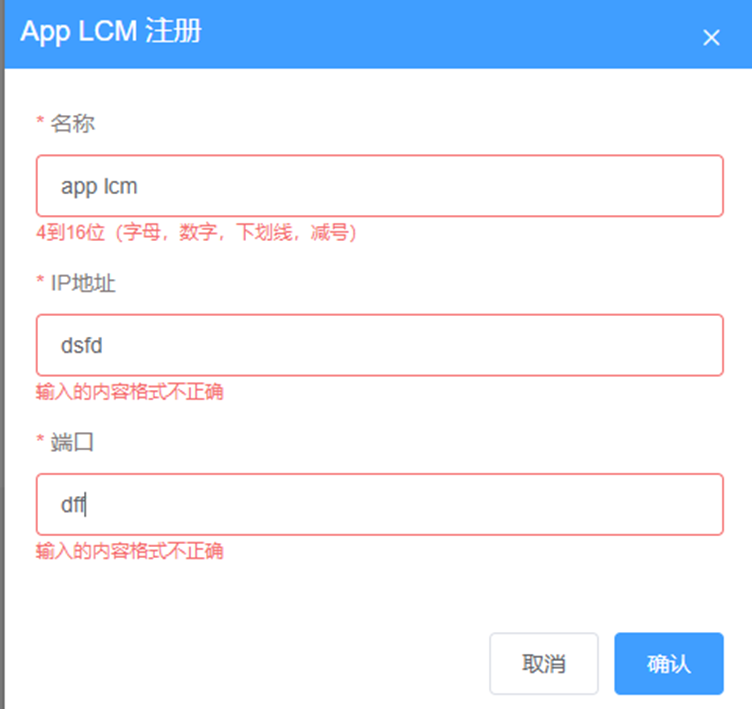 App LCM 注册
* 名称
app lcm
4到16位（字母，数字，下划线，减号）
* IP地址
dsfd
输入的内容格式不正确
* 端口
dff
输入的内容格式不正确
取消 确认